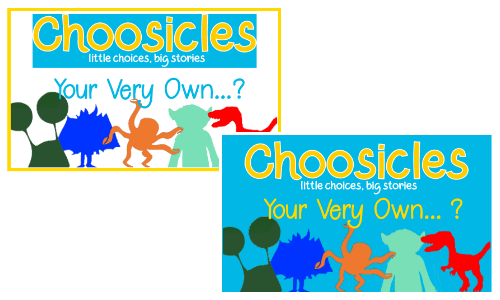 Choosicles
little choices, big stories
Your Very Own...?
Choosicles
little choices, big stories
Your Very Own... ?